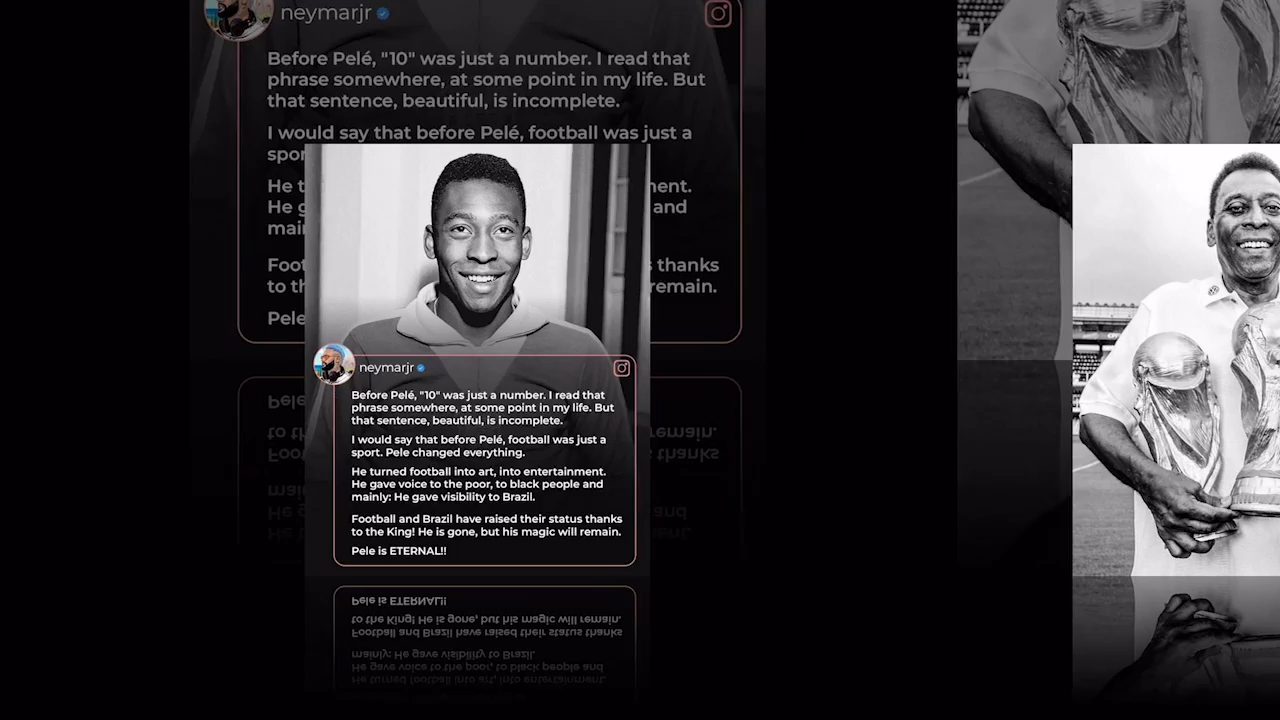 neymarjr
Before Pelé, "10" was just a number. I read that
phrase somewhere, at some point in my life. But
that sentence, beautiful, is incomplete.
I would say that before Pelé, football was just a
spor
He t
ment.
He g
and
mai
Foot
s thanks
to th
remain.
Pele
neymarjr
Before Pelé, "10" was just a number. I read that
phrase somewhere, at some point in my life. But
that sentence, beautiful, is incomplete.
I would say that before Pelé, football was just a
sport. Pele changed everything.
He turned football into art, into entertainment.
He gave voice to the poor, to black people and
mainly: He gave visibility to Brazil.
Football and Brazil have raised their status thanks
to the King! He is gone, but his magic will remain.
Pele is ETERNAL!!